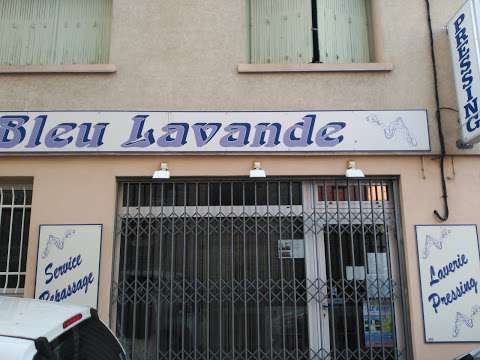 PRESSING
Bleu Lavande
Service
Repassage
Laverie
Pressing